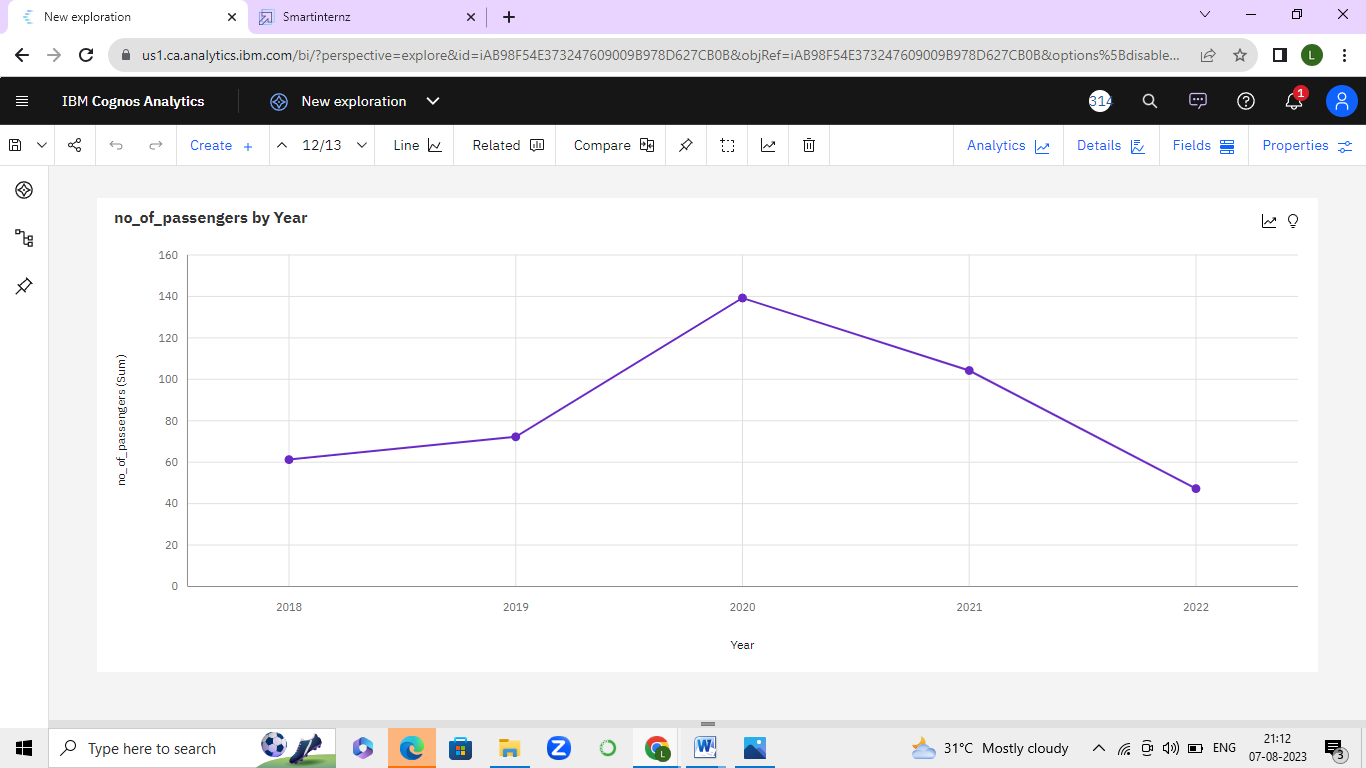 New exploration
Smartinternz
us1.ca.analytics.ibm.com/bi/?perspective=explore&id=iAB98F54E373247609009B978D627CB0B&objRef=iAB98F54E373247609009B978D627CB0B&options%5Bdisable...
L
IBM Cognos Analytics
New exploration
314
1
Create +
12/13
Line
Related
Compare
Analytics
Details
Fields
Properties
no_of_passengers by Year
160
140
120
100
80
60
40
20
0
no_of_passengers (Sum)
2018 2019 2020 2021 2022
Year
Type here to search
Z
L
W
31°C Mostly cloudy
ENG
21:12
07-08-2023
3